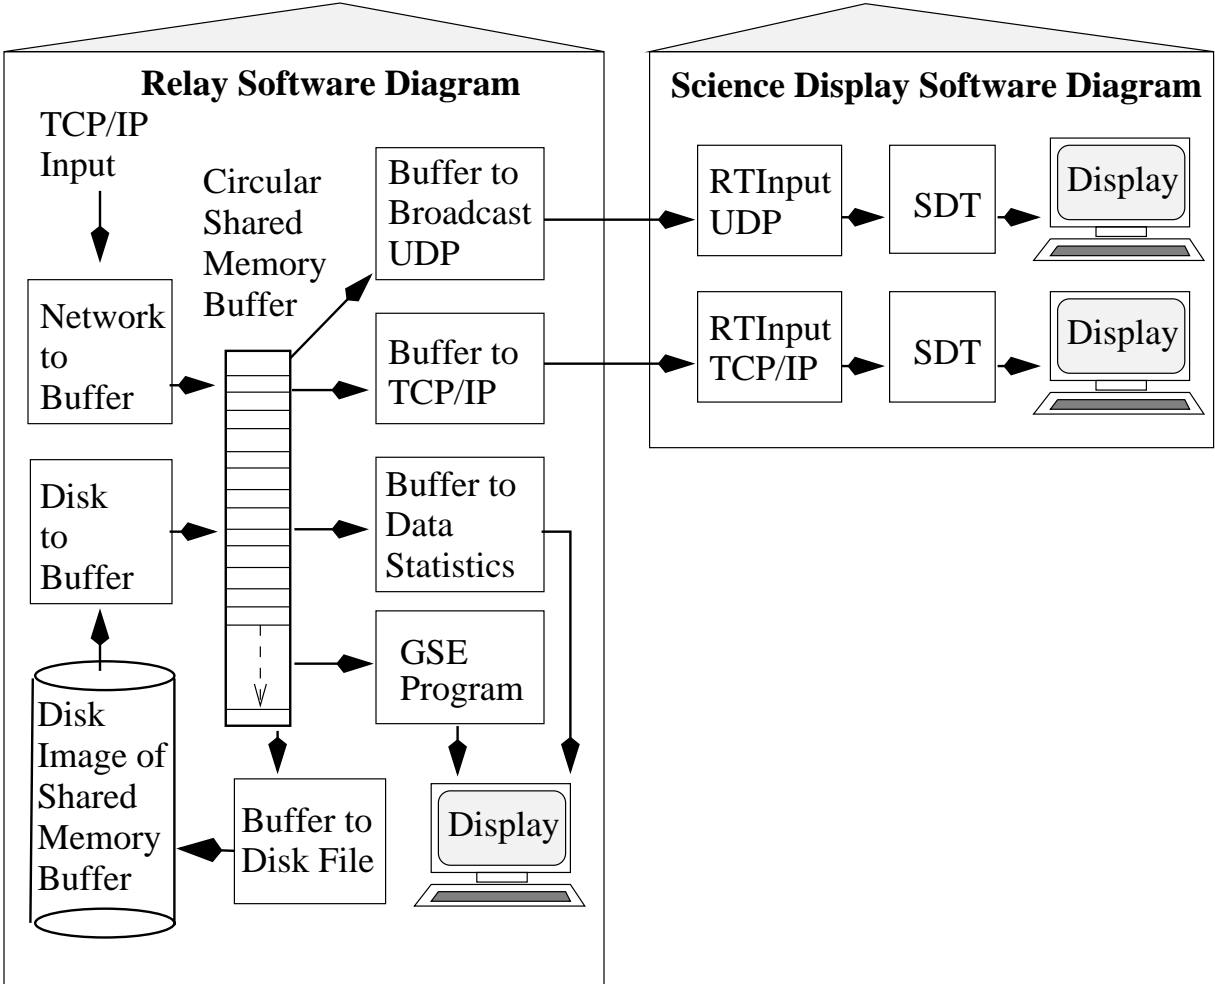 Relay Software Diagram
TCP/IP
Input
Circular
Shared
Memory
Buffer
Network
to
Buffer
Disk
to
Buffer
Disk
Image of
Shared
Memory
Buffer
Buffer to
Broadcast
UDP
Buffer to
TCP/IP
Buffer to
Data
Statistics
GSE
Program
Buffer to
Disk File
Display
Science Display Software Diagram
RTInput
UDP
SDT
Display
RTInput
TCP/IP
SDT
Display